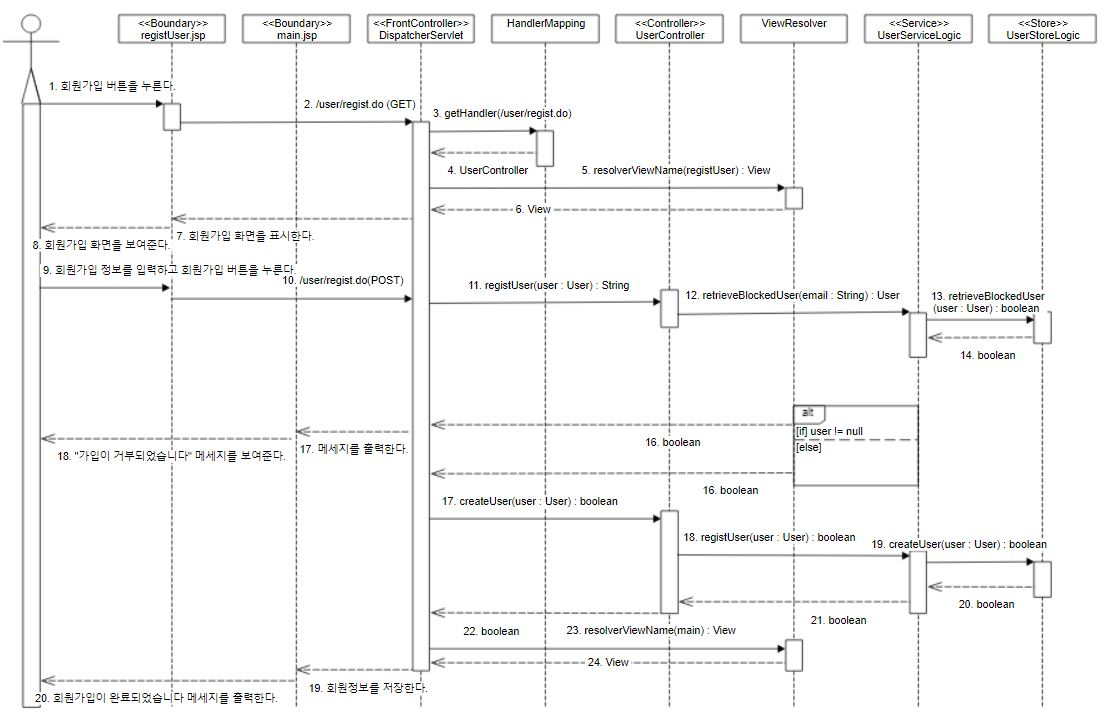 <<Boundary>>
registUser.jsp
<<Boundary>>
main.jsp
<<FrontController>>
DispatcherServlet
HandlerMapping
<<Controller>>
UserController
ViewResolver
<<Service>>
UserServiceLogic
<<Store>>
UserStoreLogic
1. 회원가입 버튼을 누른다.
2. /user/regist.do (GET)
3. getHandler(/user/regist.do)
4. UserController
5. resolverViewName(registUser) : View
6. View
7. 회원가입 화면을 표시한다.
8. 회원가입 화면을 보여준다.
9. 회원가입 정보를 입력하고 회원가입 버튼을 누른다.
10. /user/regist.do(POST)
11. registUser(user : User) : String
12. retrieveBlockedUser(email : String) : User
13. retrieveBlockedUser
(user : User) : boolean
14. boolean
alt
[if] user != null
[else]
16. boolean
17. 메세지를 출력한다.
18. "가입이 거부되었습니다" 메세지를 보여준다.
16. boolean
17. createUser(user : User) : boolean
18. registUser(user : User) : boolean
19. createUser(user : User) : boolean
20. boolean
21. boolean
22. boolean
23. resolverViewName(main) : View
24. View
19. 회원정보를 저장한다.
20. 회원가입이 완료되었습니다 메세지를 출력한다.